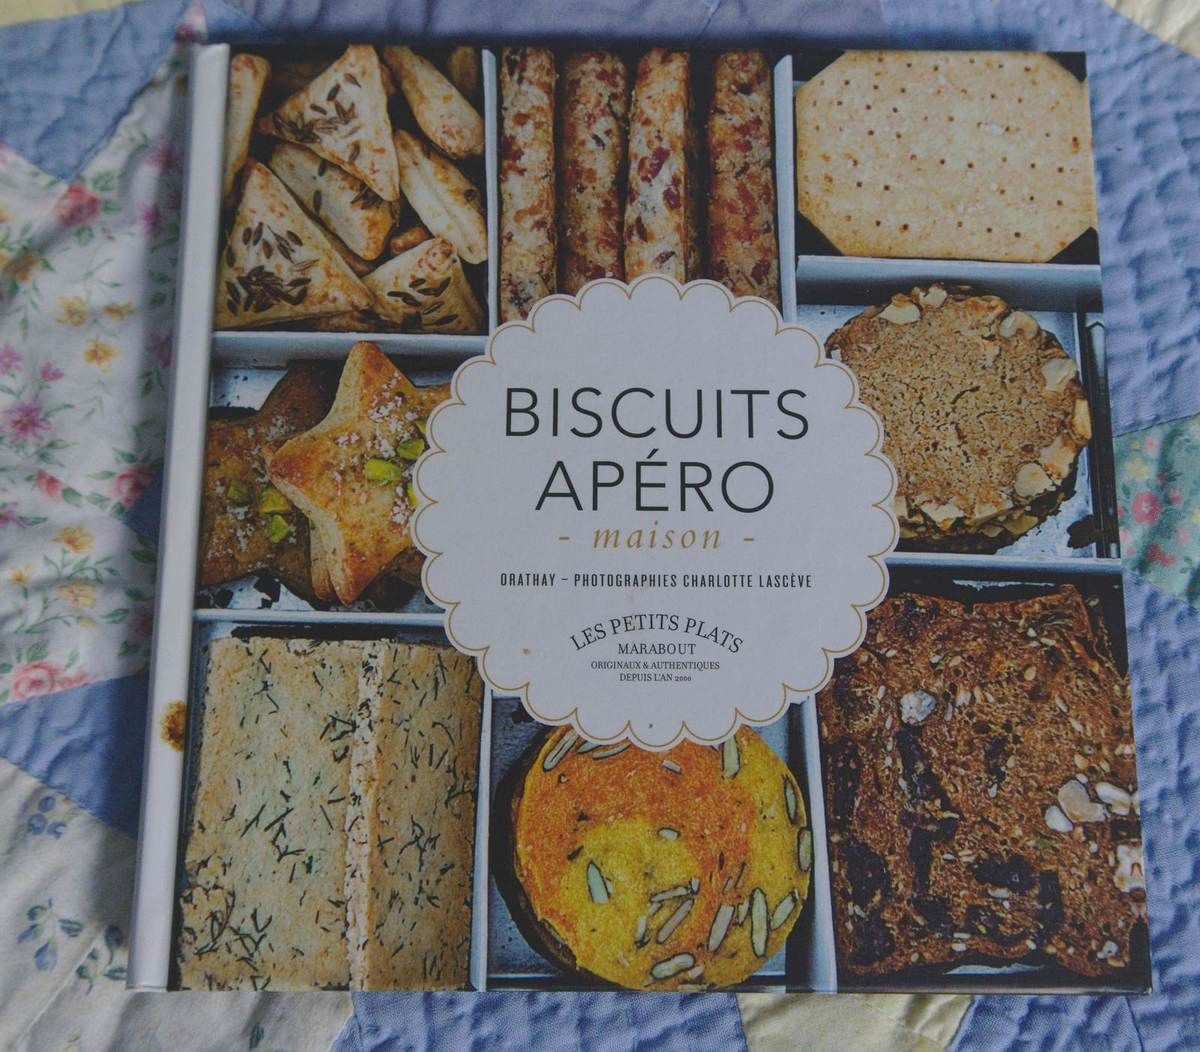 BISCUITS
APÉRO
- maison -
ORATHAY – PHOTOGRAPHIES CHARLOTTE LASCÈVE
LES PETITS PLATS
MARABOUT
ORIGINAUX & AUTHENTIQUES
DEPUIS L'AN 2000